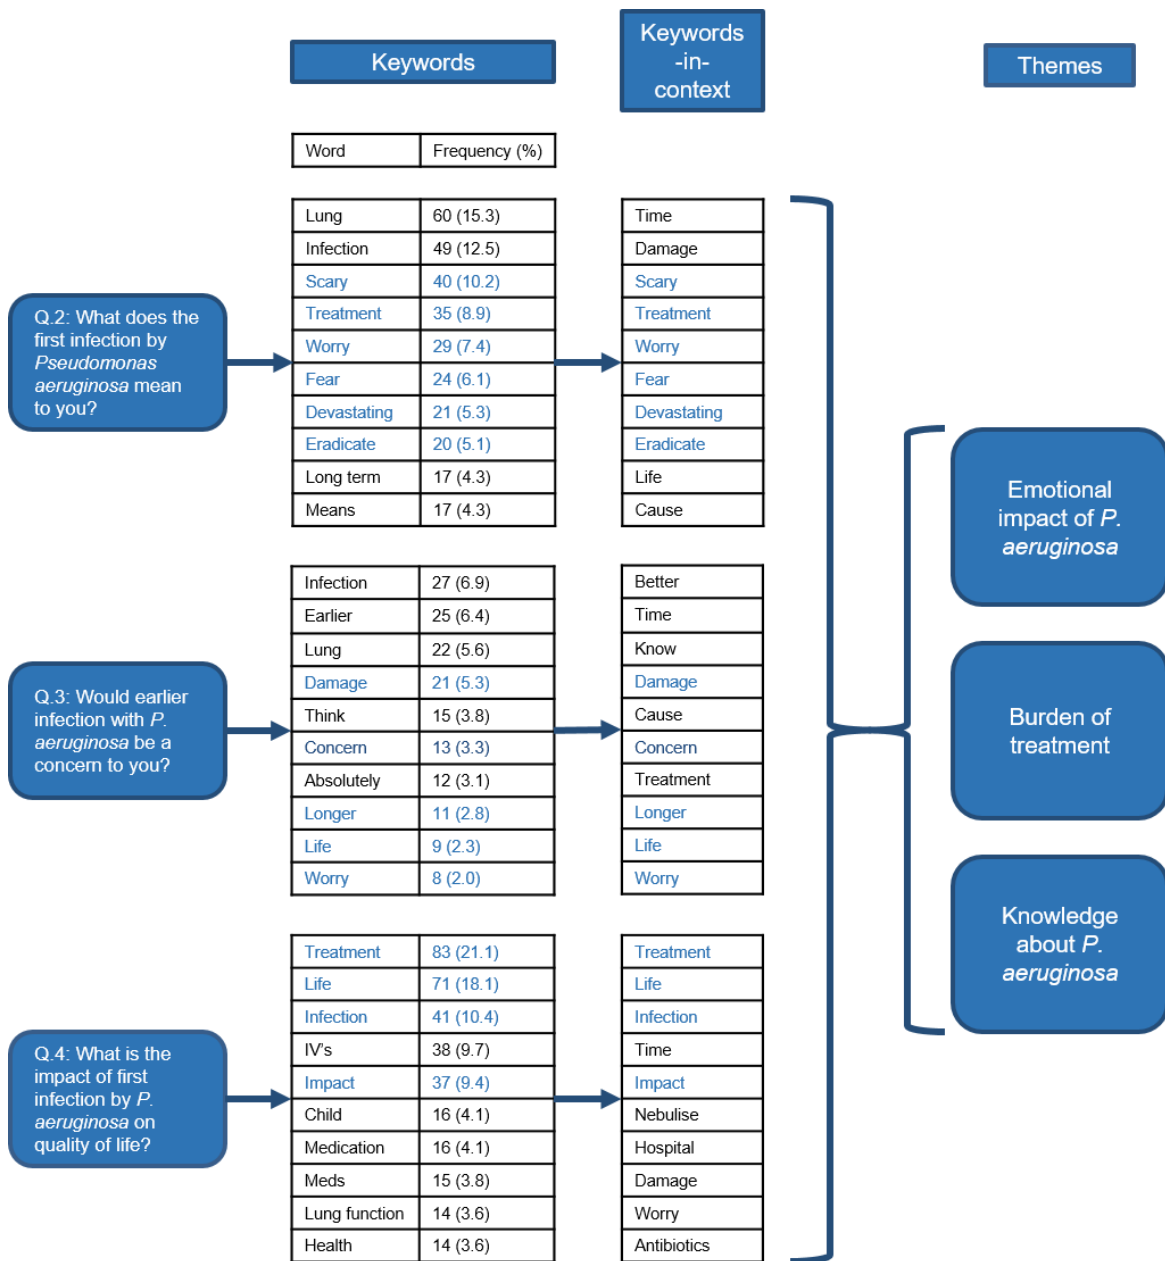 Keywords
Keywords
-in-
context
Themes
Word Frequency (%)
Q.2: What does the
first infection by
Pseudomonas
aeruginosa mean
to you?
Lung 60 (15.3) Time
Infection 49 (12.5) Damage
Scary 40 (10.2) Scary
Treatment 35 (8.9) Treatment
Worry 29 (7.4) Worry
Fear 24 (6.1) Fear
Devastating 21 (5.3) Devastating
Eradicate 20 (5.1) Eradicate
Long term 17 (4.3) Life
Means 17 (4.3) Cause
Q.3: Would earlier
infection with P.
aeruginosa be a
concern to you?
Infection 27 (6.9) Better
Earlier 25 (6.4) Time
Lung 22 (5.6) Know
Damage 21 (5.3) Damage
Think 15 (3.8) Cause
Concern 13 (3.3) Concern
Absolutely 12 (3.1) Treatment
Longer 11 (2.8) Longer
Life 9 (2.3) Life
Worry 8 (2.0) Worry
Q.4: What is the
impact of first
infection by P.
aeruginosa on
quality of life?
Treatment 83 (21.1) Treatment
Life 71 (18.1) Life
Infection 41 (10.4) Infection
IV's 38 (9.7) Time
Impact 37 (9.4) Impact
Child 16 (4.1) Nebulise
Medication 16 (4.1) Hospital
Meds 15 (3.8) Damage
Lung function 14 (3.6) Worry
Health 14 (3.6) Antibiotics
Emotional
impact of P.
aeruginosa
Burden of
treatment
Knowledge
about P.
aeruginosa